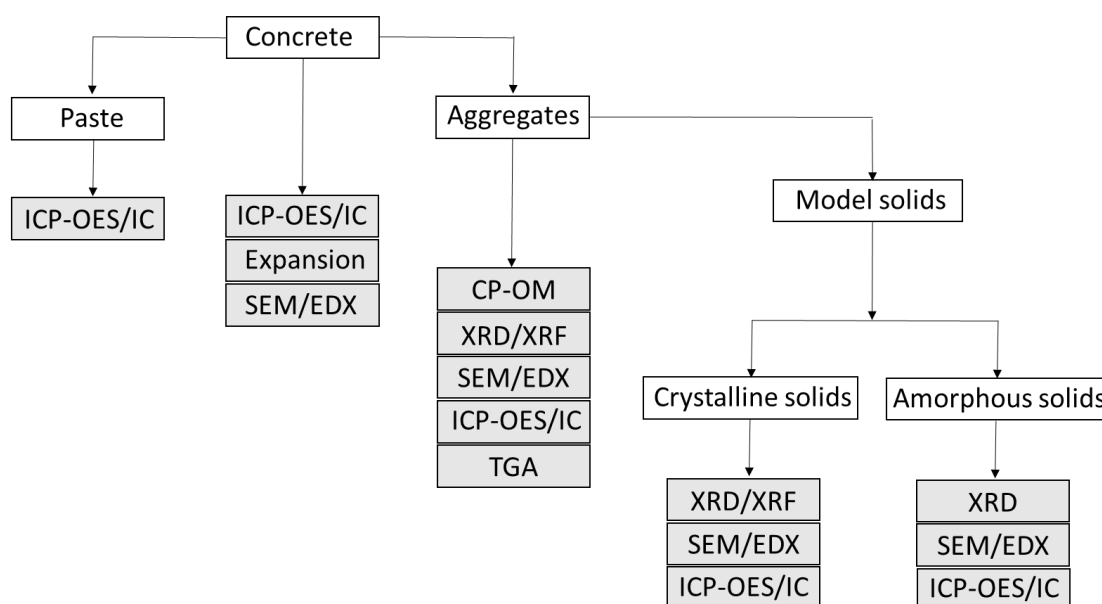 Concrete
Paste
Aggregates
ICP-OES/IC
ICP-OES/IC
Expansion
SEM/EDX
Model solids
CP-OM
XRD/XRF
SEM/EDX
ICP-OES/IC
TGA
Crystalline solids
Amorphous solids
XRD/XRF
SEM/EDX
ICP-OES/IC
XRD
SEM/EDX
ICP-OES/IC